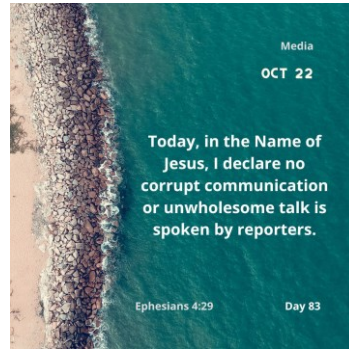 Media
OCT 22
Today, in the Name of
Jesus, I declare no
corrupt communication
or unwholesome talk is
spoken by reporters.
Ephesians 4:29
Day 83